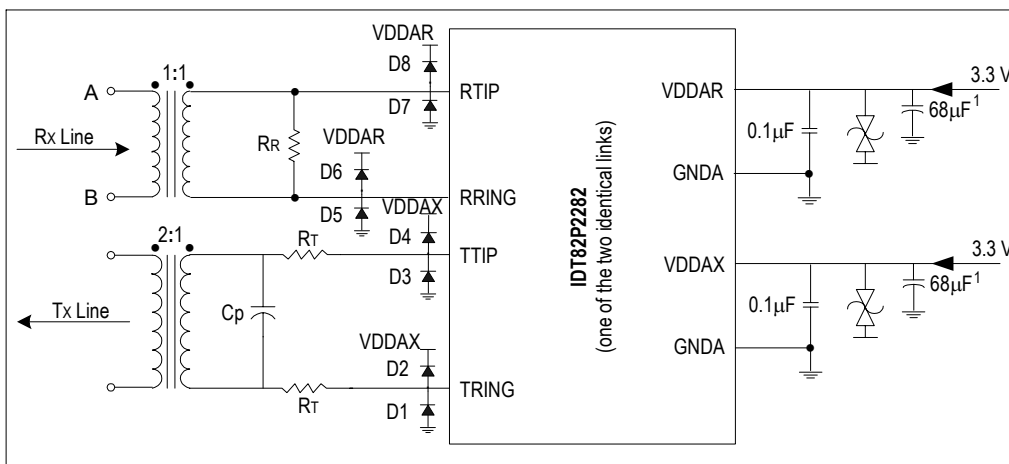 VDDAR
D8
1:1
A
RTIP
D7
VDDAR
3.3 V
VDDAR
68µF1
0.1µF
Rx Line
RR
D6
GNDA
B
RRING
D5
VDDAX
2:1
RT
D4
TTIP
D3
IDT82P2282
(one of the two identical links)
3.3 V
VDDAX
68µF1
0.1µF
Tx Line
Cp
VDDAX
GNDA
D2
TRING
RT
D1